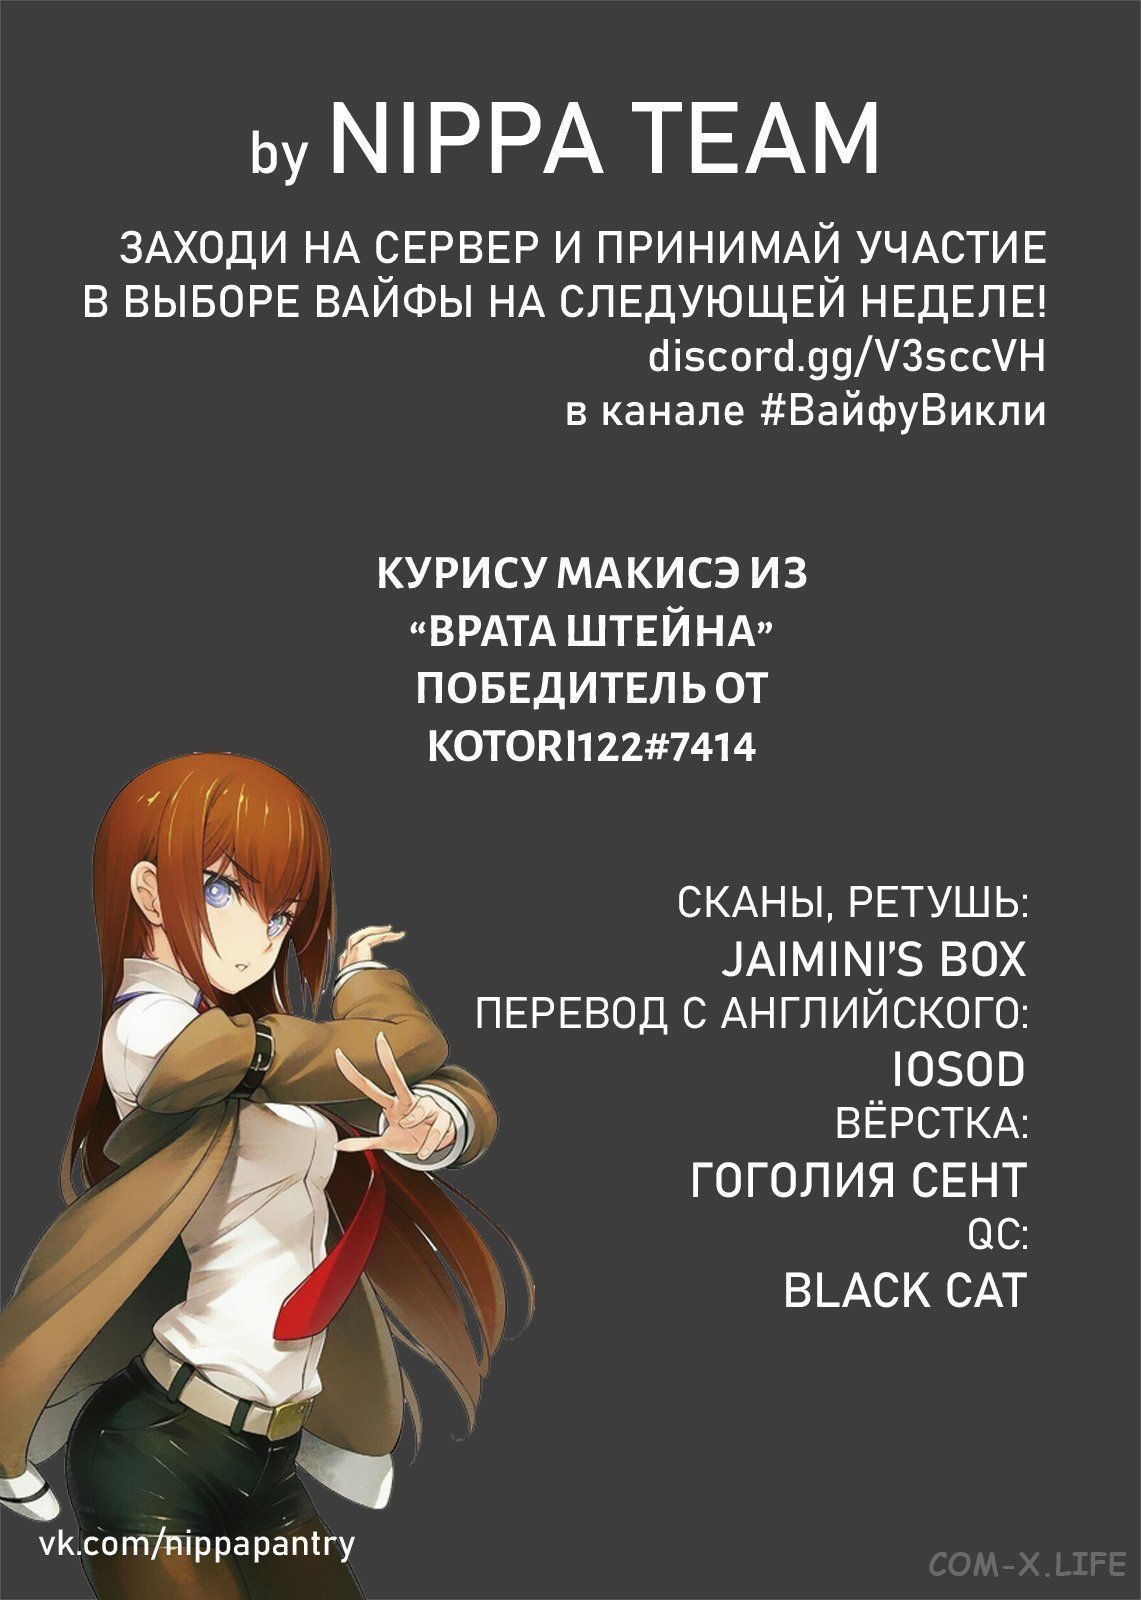 by NIPPA TEAM
ЗАХОДИ НА СЕРВЕР И ПРИНИМАЙ УЧАСТИЕ
В ВЫБОРЕ ВАЙФЫ НА СЛЕДУЮЩЕЙ НЕДЕЛЕ!
discord.gg/V3sccVH
в канале #ВайфуВикли
КУРИСУ МАКИСЭ ИЗ
“ВРАТА ШТЕЙНА”
ПОБЕДИТЕЛЬ ОТ
KOTORI122#7414
СКАНЫ, РЕТУШЬ:
JAIMINI’S BOX
ПЕРЕВОД С АНГЛИЙСКОГО:
IOSOD
ВЁРСТКА:
ГОГОЛИЯ СЕНТ
QC:
BLACK CAT
vk.com/nippapantry
COM-X.LIFE